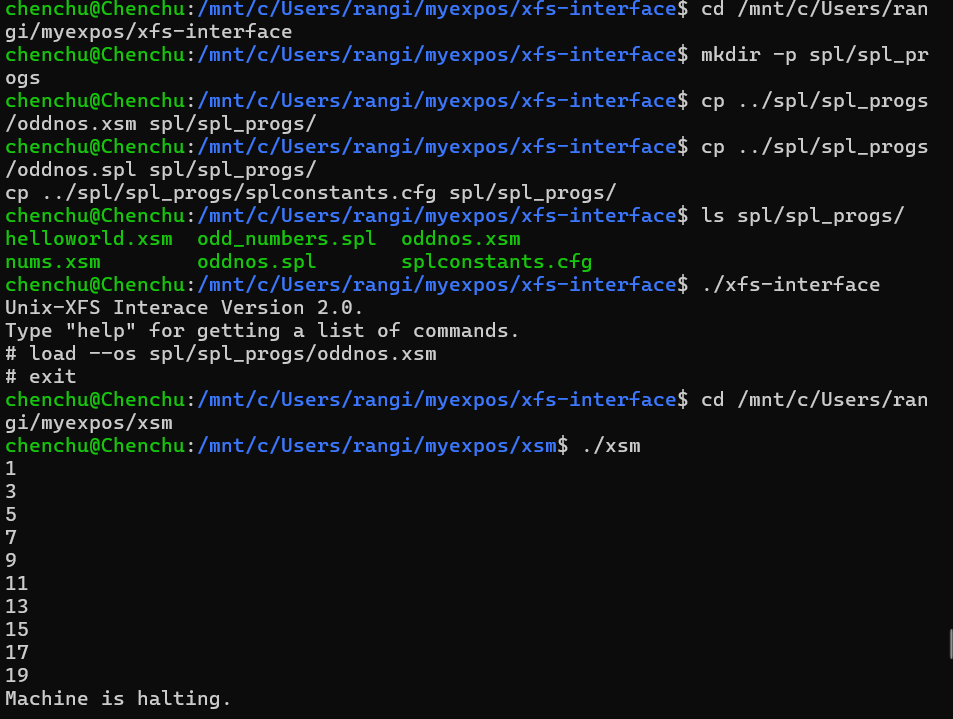 chenchu@Chenchu:/mnt/c/Users/rangi/myexpos/xfs-interface$ cd /mnt/c/Users/ran
gi/myexpos/xfs-interface
chenchu@Chenchu:/mnt/c/Users/rangi/myexpos/xfs-interface$ mkdir -p spl/spl_pr
ogs
chenchu@Chenchu:/mnt/c/Users/rangi/myexpos/xfs-interface$ cp ../spl/spl_progs
/oddnos.xsm spl/spl_progs/
chenchu@Chenchu:/mnt/c/Users/rangi/myexpos/xfs-interface$ cp ../spl/spl_progs
/oddnos.spl spl/spl_progs/
cp ../spl/spl_progs/splconstants.cfg spl/spl_progs/
chenchu@Chenchu:/mnt/c/Users/rangi/myexpos/xfs-interface$ ls spl/spl_progs/
helloworld.xsm  odd_numbers.spl  oddnos.xsm
nums.xsm        oddnos.spl       splconstants.cfg
chenchu@Chenchu:/mnt/c/Users/rangi/myexpos/xfs-interface$ ./xfs-interface
Unix-XFS Interace Version 2.0.
Type "help" for getting a list of commands.
# load --os spl/spl_progs/oddnos.xsm
# exit
chenchu@Chenchu:/mnt/c/Users/rangi/myexpos/xfs-interface$ cd /mnt/c/Users/ran
gi/myexpos/xsm
chenchu@Chenchu:/mnt/c/Users/rangi/myexpos/xsm$ ./xsm
1
3
5
7
9
11
13
15
17
19
Machine is halting.